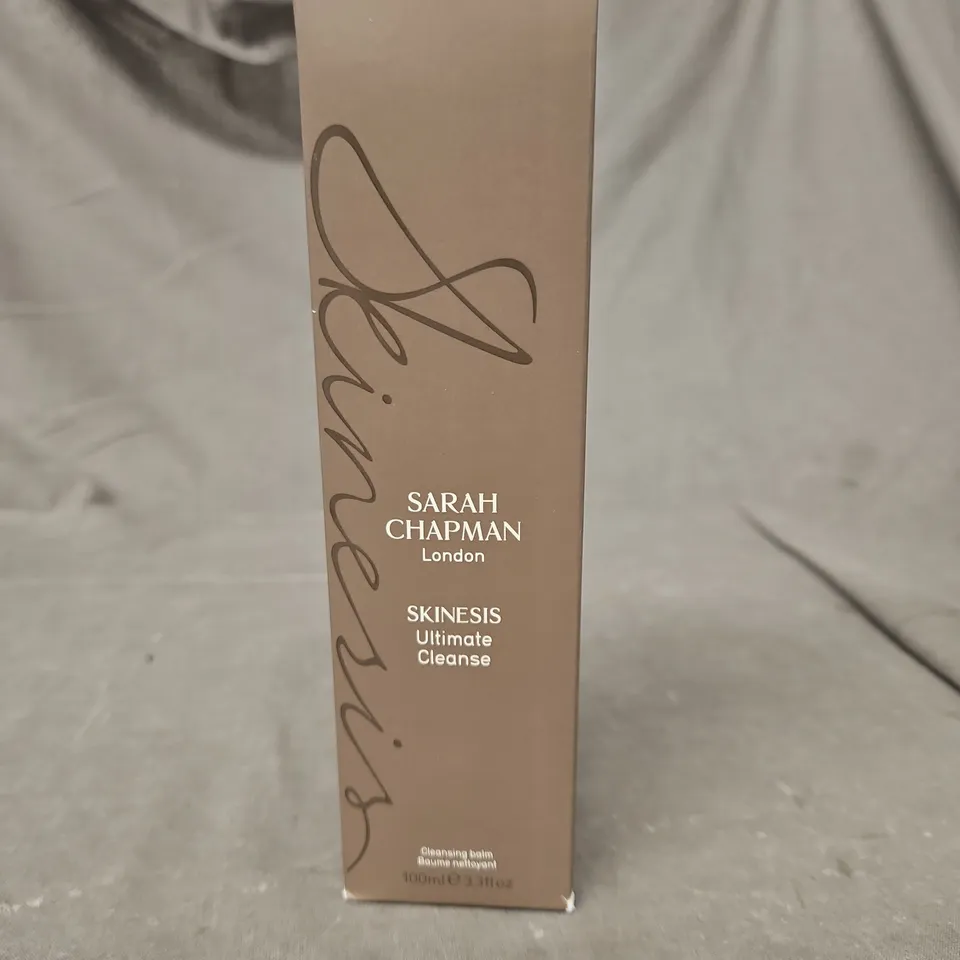 Skinesis
SARAH
CHAPMAN
London
SKINESIS
Ultimate
Cleanse
Cleansing balm
Baume nettoyant
100ml ℮ 3.3fl oz